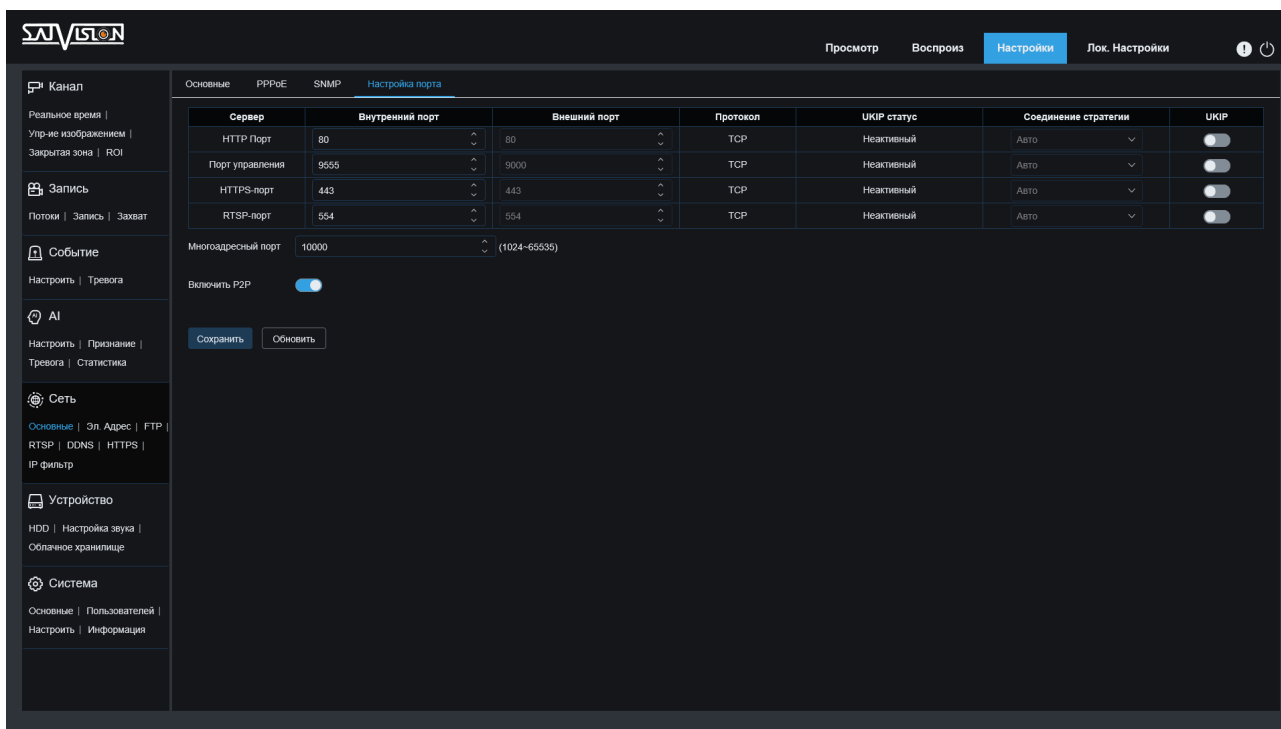 SATVISION
Просмотр Воспроиз Настройки Лок. Настройки
Канал
Реальное время |
Упр-ие изображением |
Закрытая зона | ROI
Запись
Потоки | Запись | Захват
Событие
Настроить | Тревога
AI
Настроить | Признание |
Тревога | Статистика
Сеть
Основные | Эл. Адрес | FTP |
RTSP | DDNS | HTTPS |
IP фильтр
Устройство
HDD | Настройка звука |
Облачное хранилище
Система
Основные | Пользователей |
Настроить | Информация
Основные PPPoE SNMP Настройка порта
Сервер Внутренний порт Внешний порт Протокол UKIP статус Соединение стратегии UKIP
HTTP Порт 80 80 TCP Неактивный Авто
Порт управления 9555 9000 TCP Неактивный Авто
HTTPS-порт 443 443 TCP Неактивный Авто
RTSP-порт 554 554 TCP Неактивный Авто
Многоадресный порт 10000 (1024~65535)
Включить P2P
Сохранить Обновить